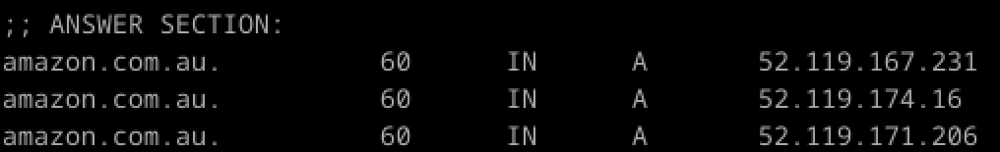 ;; ANSWER SECTION:
amazon.com.au. 60 IN A 52.119.167.231
amazon.com.au. 60 IN A 52.119.174.16
amazon.com.au. 60 IN A 52.119.171.206